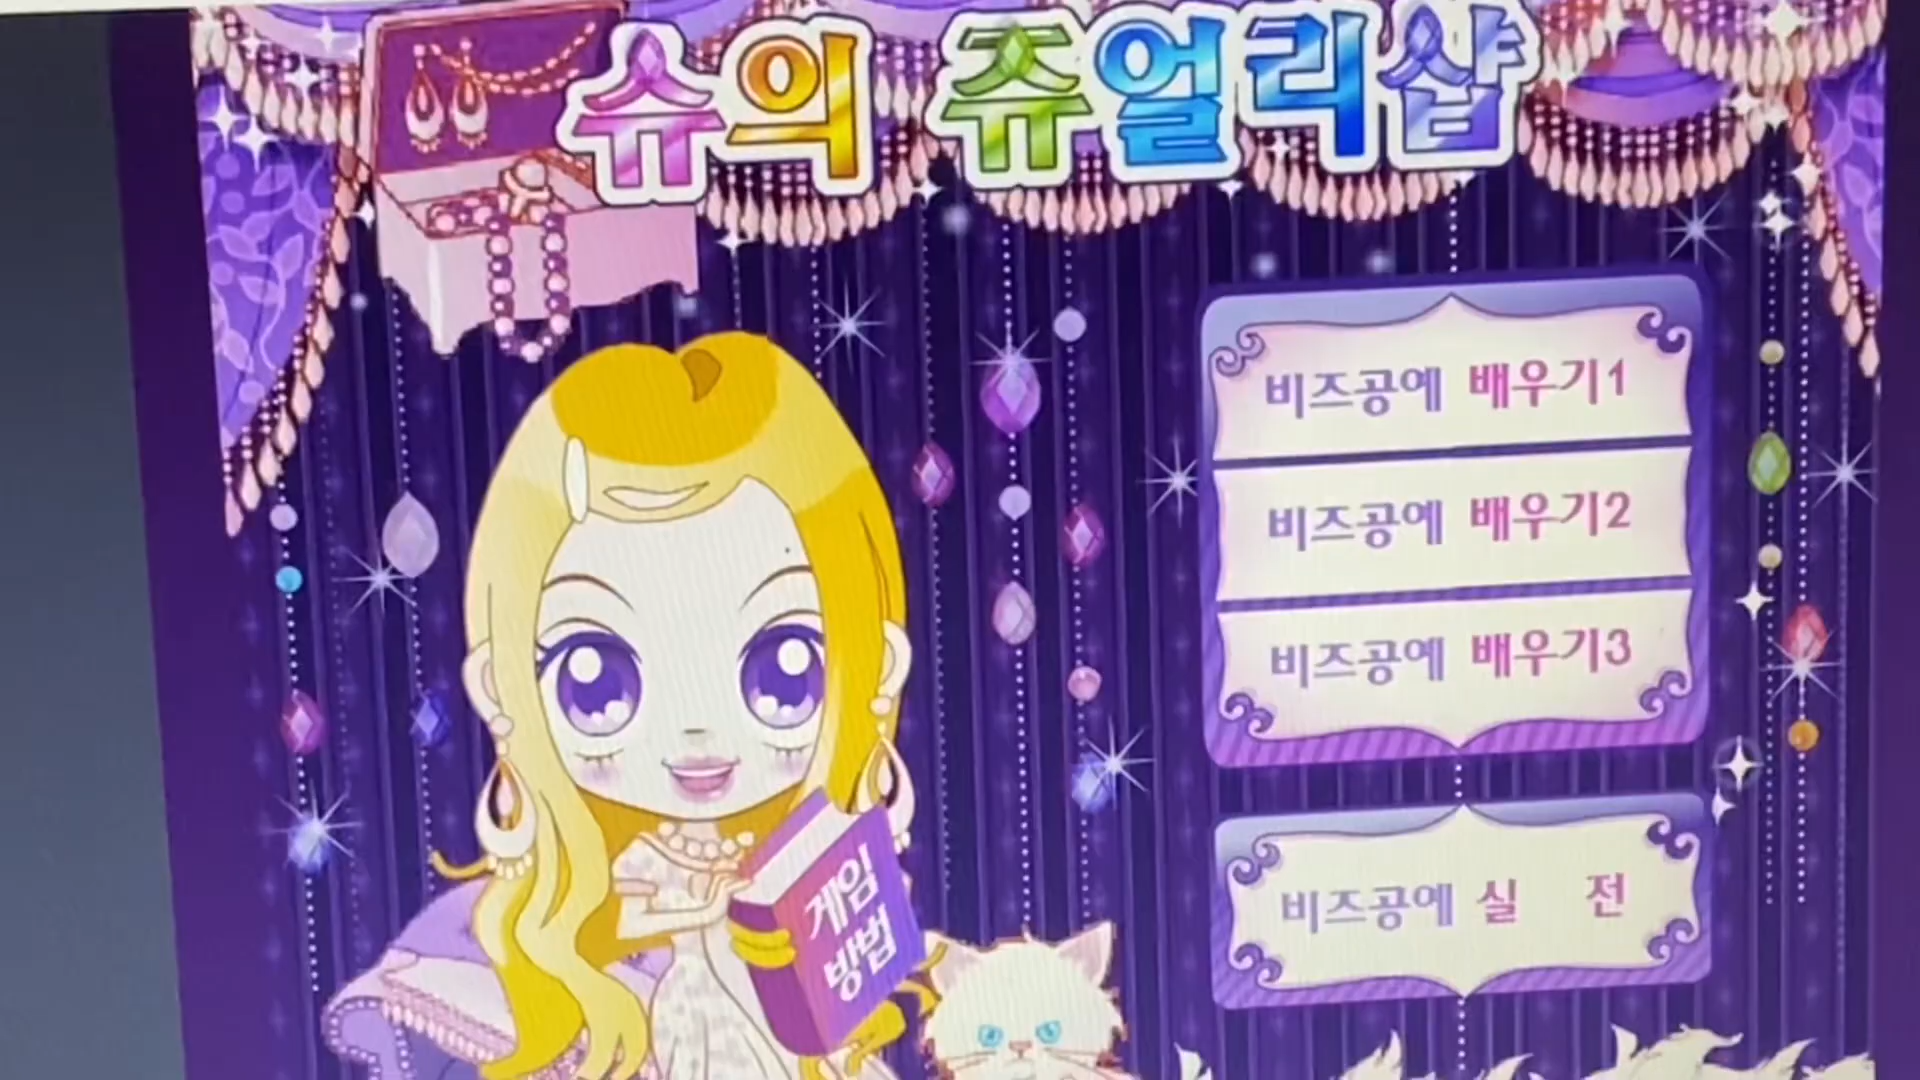 슈의 쥬얼리샵
비즈공예 배우기1
비즈공예 배우기2
비즈공예 배우기3
비즈공예 실 전
게임
방법